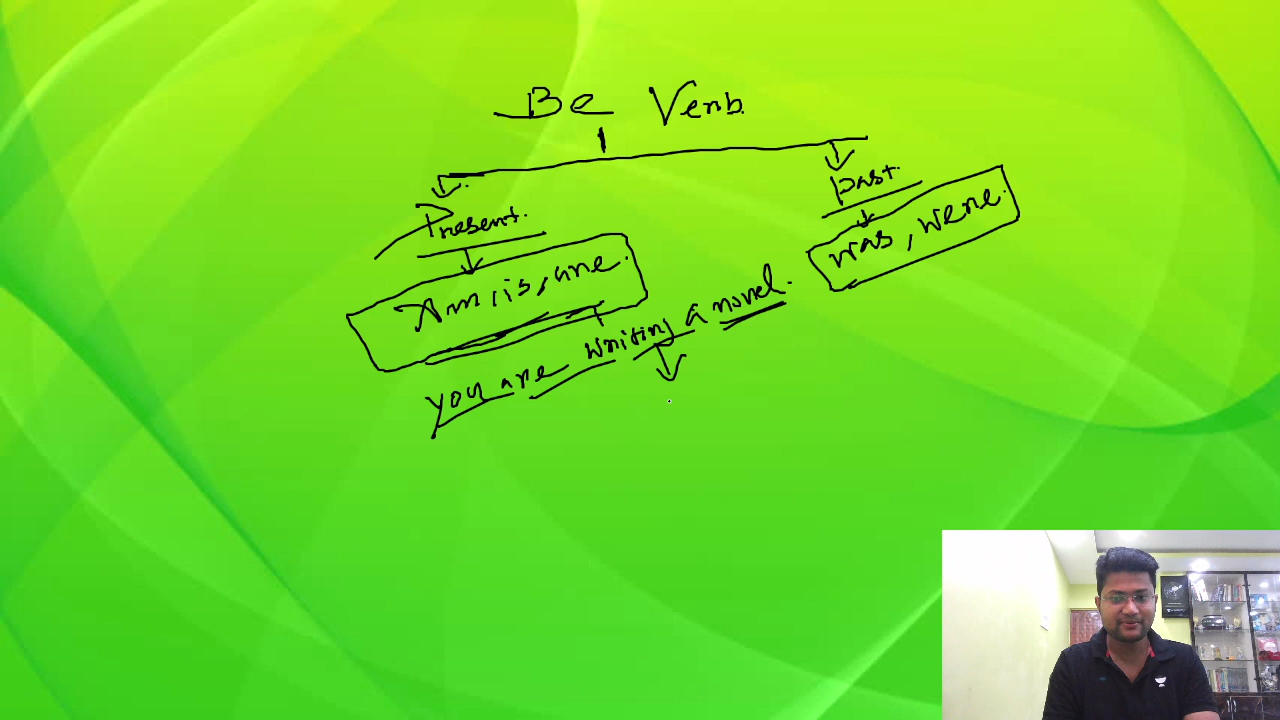 Be Verb
Present.
past.
Am, is, are.
was, were.
you are writing a novel.